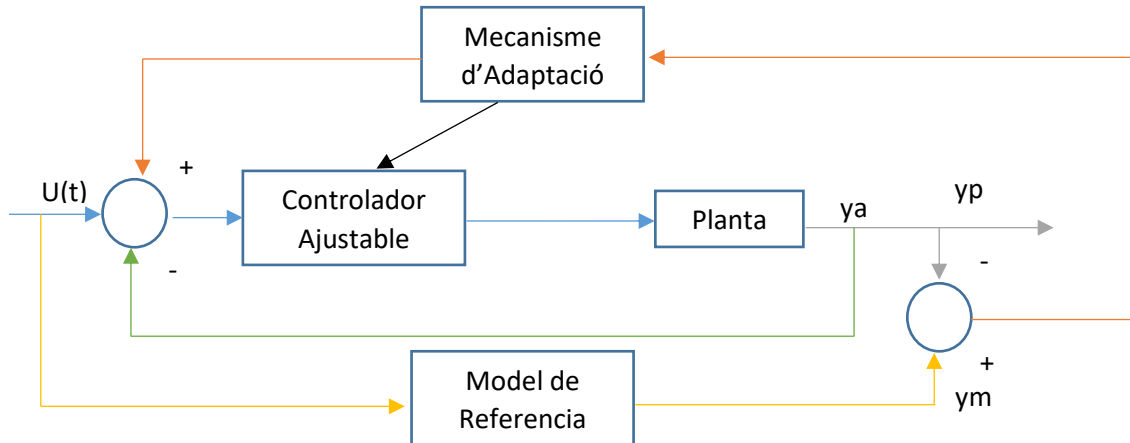 Mecanisme
d'Adaptació
+
U(t)
Controlador
Ajustable
Planta
ya
yp
-
-
+
ym
Model de
Referencia